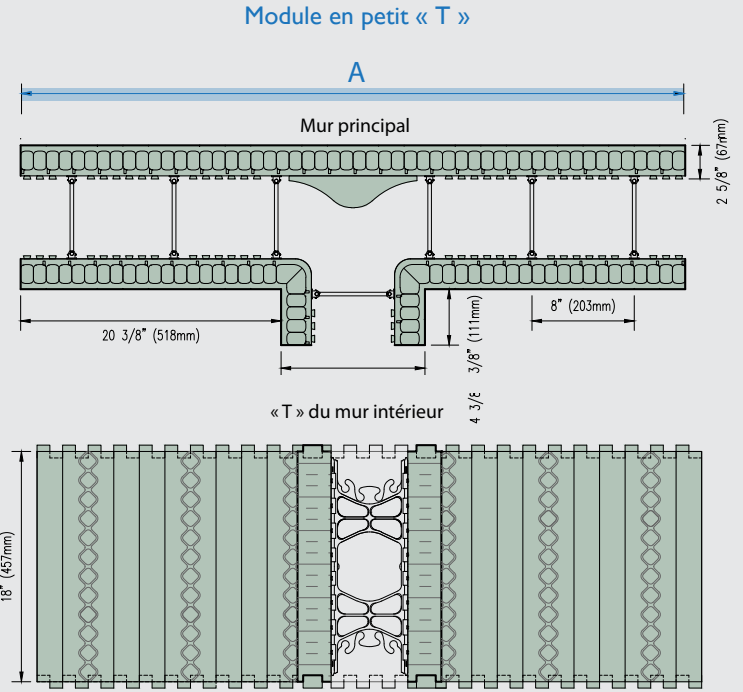 Module en petit « T »
A
Mur principal
2 5/8" (67mm)
20 3/8" (518mm)
4 3/8 3/8" (111mm)
8" (203mm)
« T » du mur intérieur
18" (457mm)